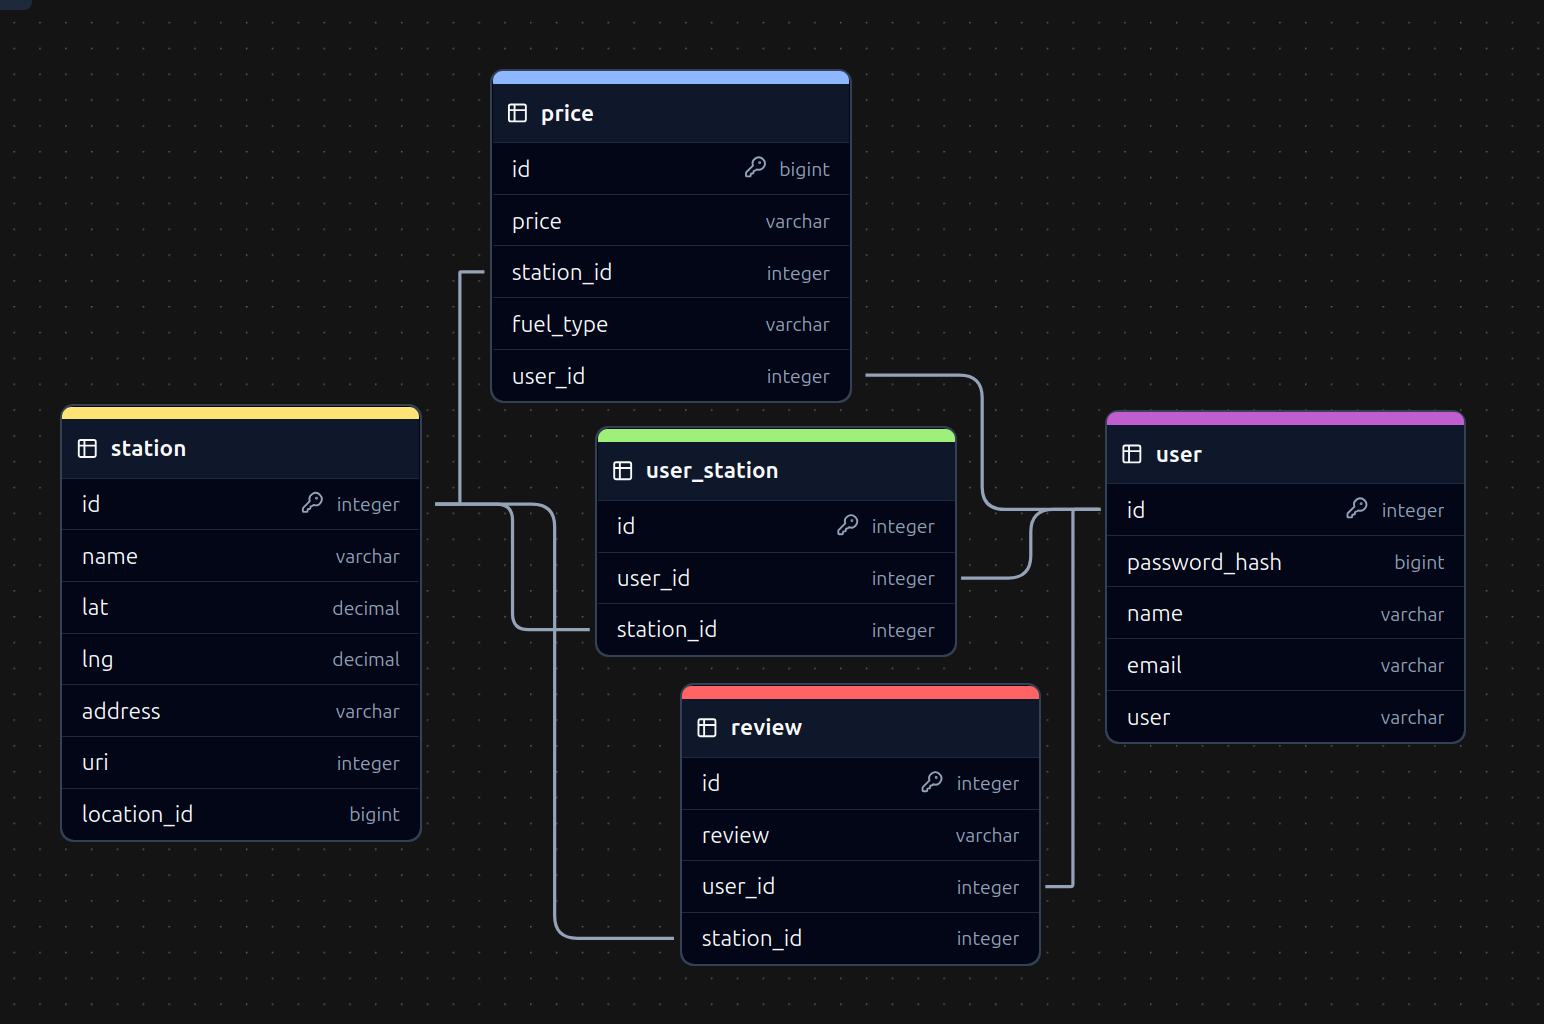 price
id bigint
price varchar
station_id integer
fuel_type varchar
user_id integer
station
id integer
name varchar
lat decimal
lng decimal
address varchar
uri integer
location_id bigint
user_station
id integer
user_id integer
station_id integer
user
id integer
password_hash bigint
name varchar
email varchar
user varchar
review
id integer
review varchar
user_id integer
station_id integer